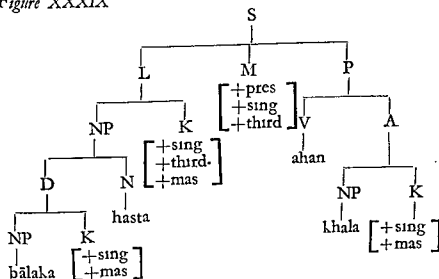 Figure XXXIX
S
L M P
[+pres
+sing
+third]
NP K V A
[+sing
+third.
+mas]
ahan
D N NP K
hasta khala [+sing
+mas]
NP K
bālaka [+sing
+mas]